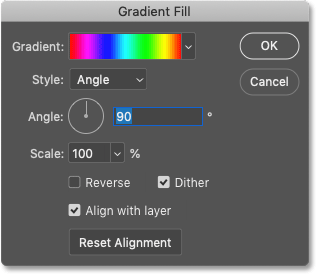 Gradient Fill
Gradient: OK
Style: Angle Cancel
Angle: 90 °
Scale: 100 %
Reverse Dither
Align with layer
Reset Alignment